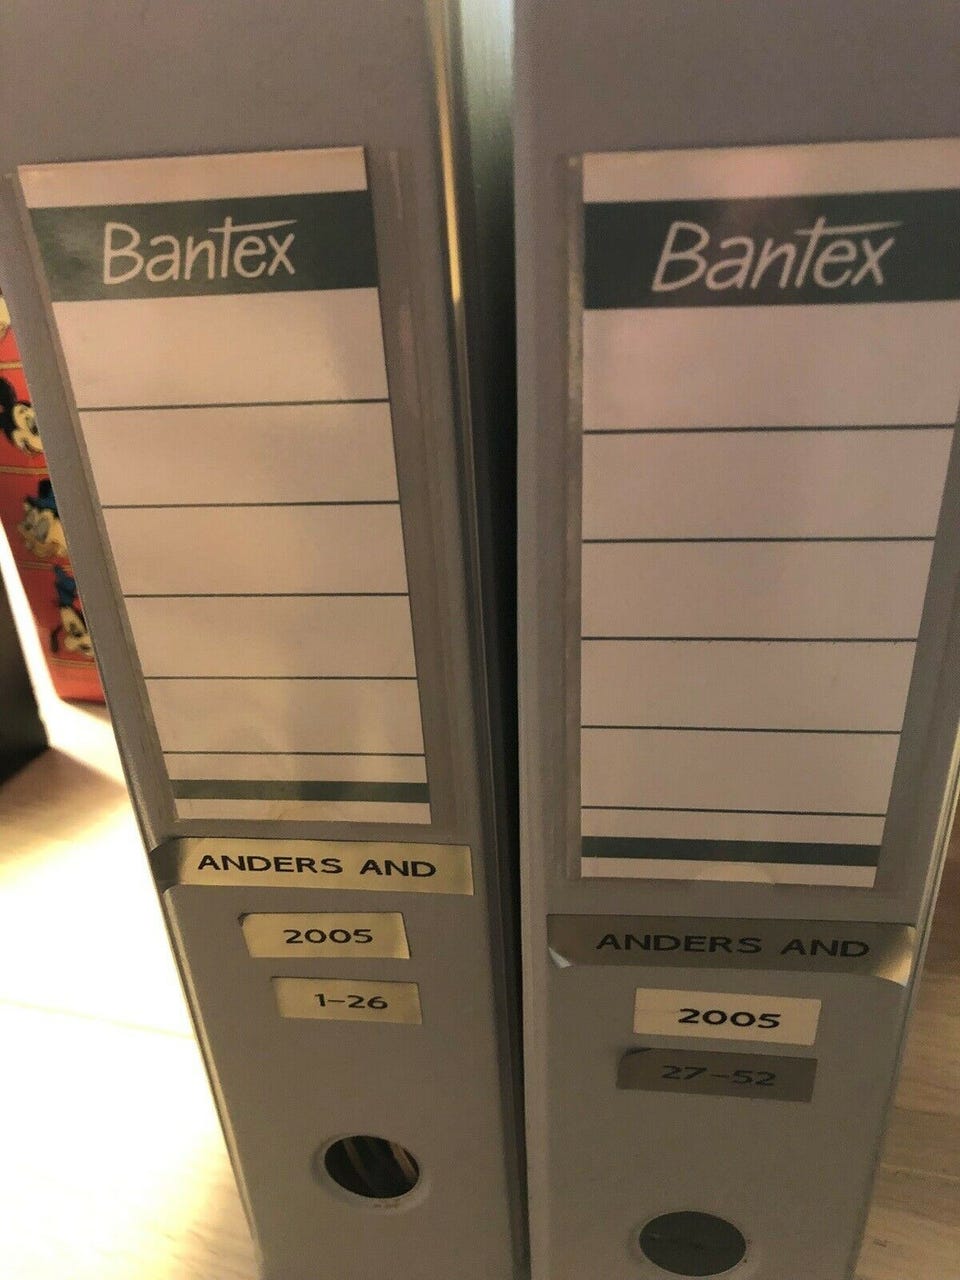 Bantex
ANDERS AND
2005
1-26
Bantex
ANDERS AND
2005
27-52